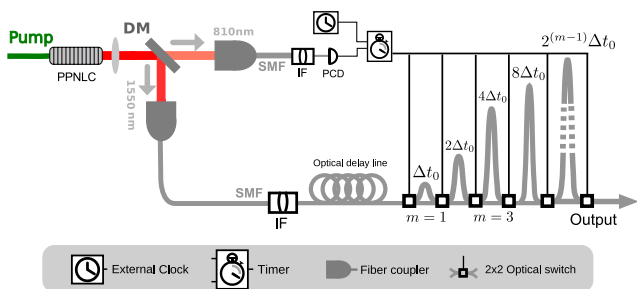 DM
810nm
Pump
PPNLC
SMF
IF
PCD
1550 nm
2^{(m-1)}Δt₀
8Δt₀
4Δt₀
2Δt₀
Δt₀
Optical delay line
SMF
IF
m = 1
m = 3
Output
External Clock
Timer
Fiber coupler
2x2 Optical switch